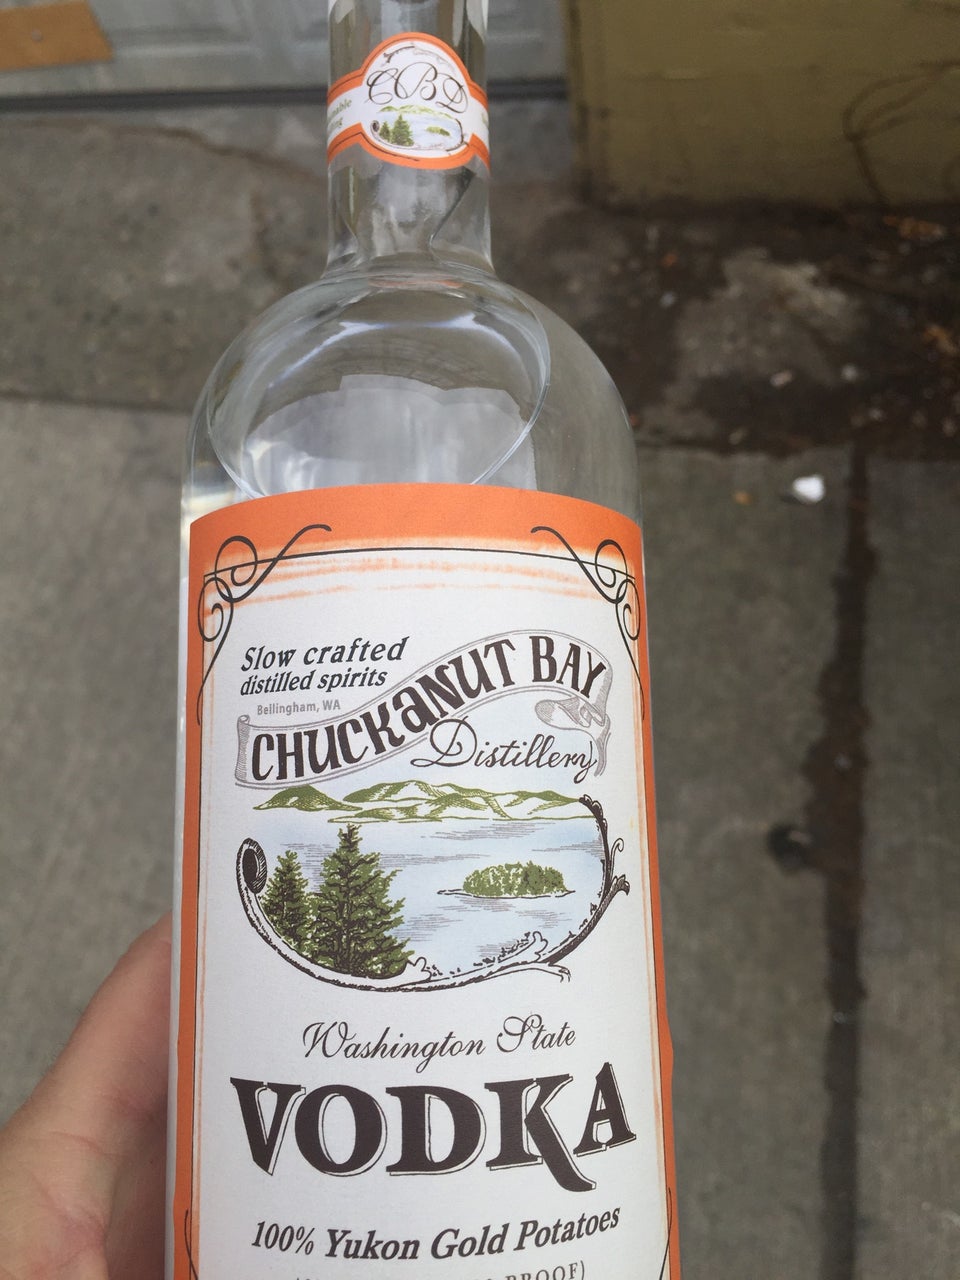 CBD
Slow crafted
distilled spirits
Bellingham, WA
CHUCKANUT BAY
Distillery
Washington State
VODKA
100% Yukon Gold Potatoes
PROOF)